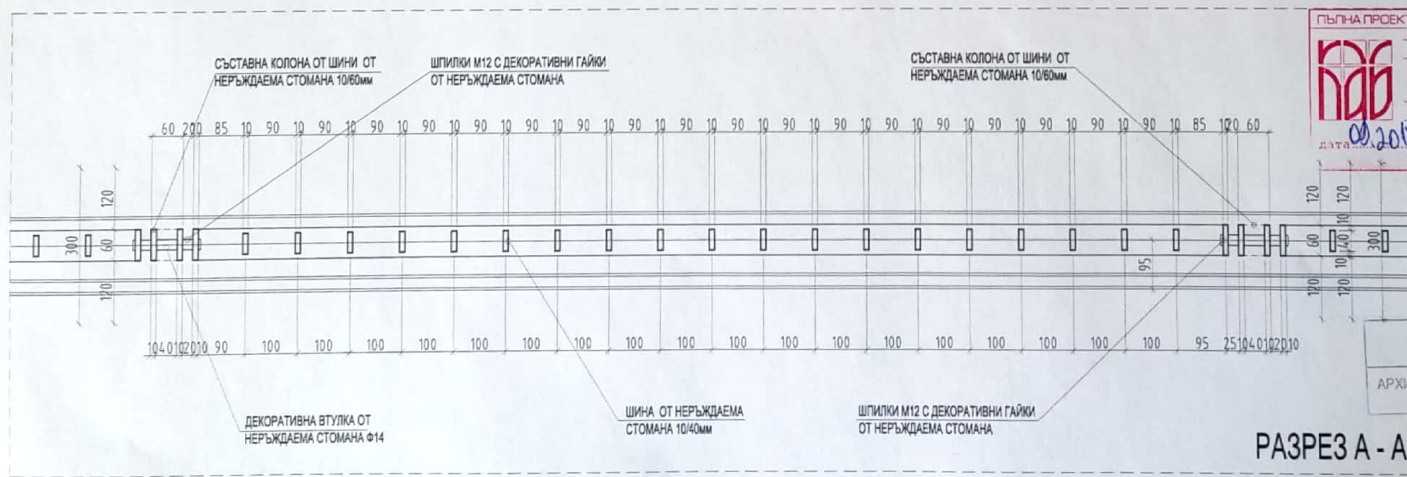 ПЪЛНА ПРОЕКТ
СЪСТАВНА КОЛОНА ОТ ШИНИ ОТ
НЕРЪЖДАЕМА СТОМАНА 10/60мм
ШПИЛКИ М12 С ДЕКОРАТИВНИ ГАЙКИ
ОТ НЕРЪЖДАЕМА СТОМАНА
СЪСТАВНА КОЛОНА ОТ ШИНИ ОТ
НЕРЪЖДАЕМА СТОМАНА 10/60мм
дата
60 20 10 85 10 90 10 90 10 90 10 90 10 90 10 90 10 90 10 90 10 90 10 90 10 90 10 90 10 90 10 90 10 90 10 90 10 90 10 90 10 85 10 20 60
120
300
60
120
95
120
60
120
120
10
40
10
120
300
10 40 10 20 10 90 100 100 100 100 100 100 100 100 100 100 100 100 100 100 100 100 100 100 95 25 10 40 10 20 10
ДЕКОРАТИВНА ВТУЛКА ОТ
НЕРЪЖДАЕМА СТОМАНА Ф14
ШИНА ОТ НЕРЪЖДАЕМА
СТОМАНА 10/40мм
ШПИЛКИ М12 С ДЕКОРАТИВНИ ГАЙКИ
ОТ НЕРЪЖДАЕМА СТОМАНА
АРХИ
РАЗРЕЗ А - А